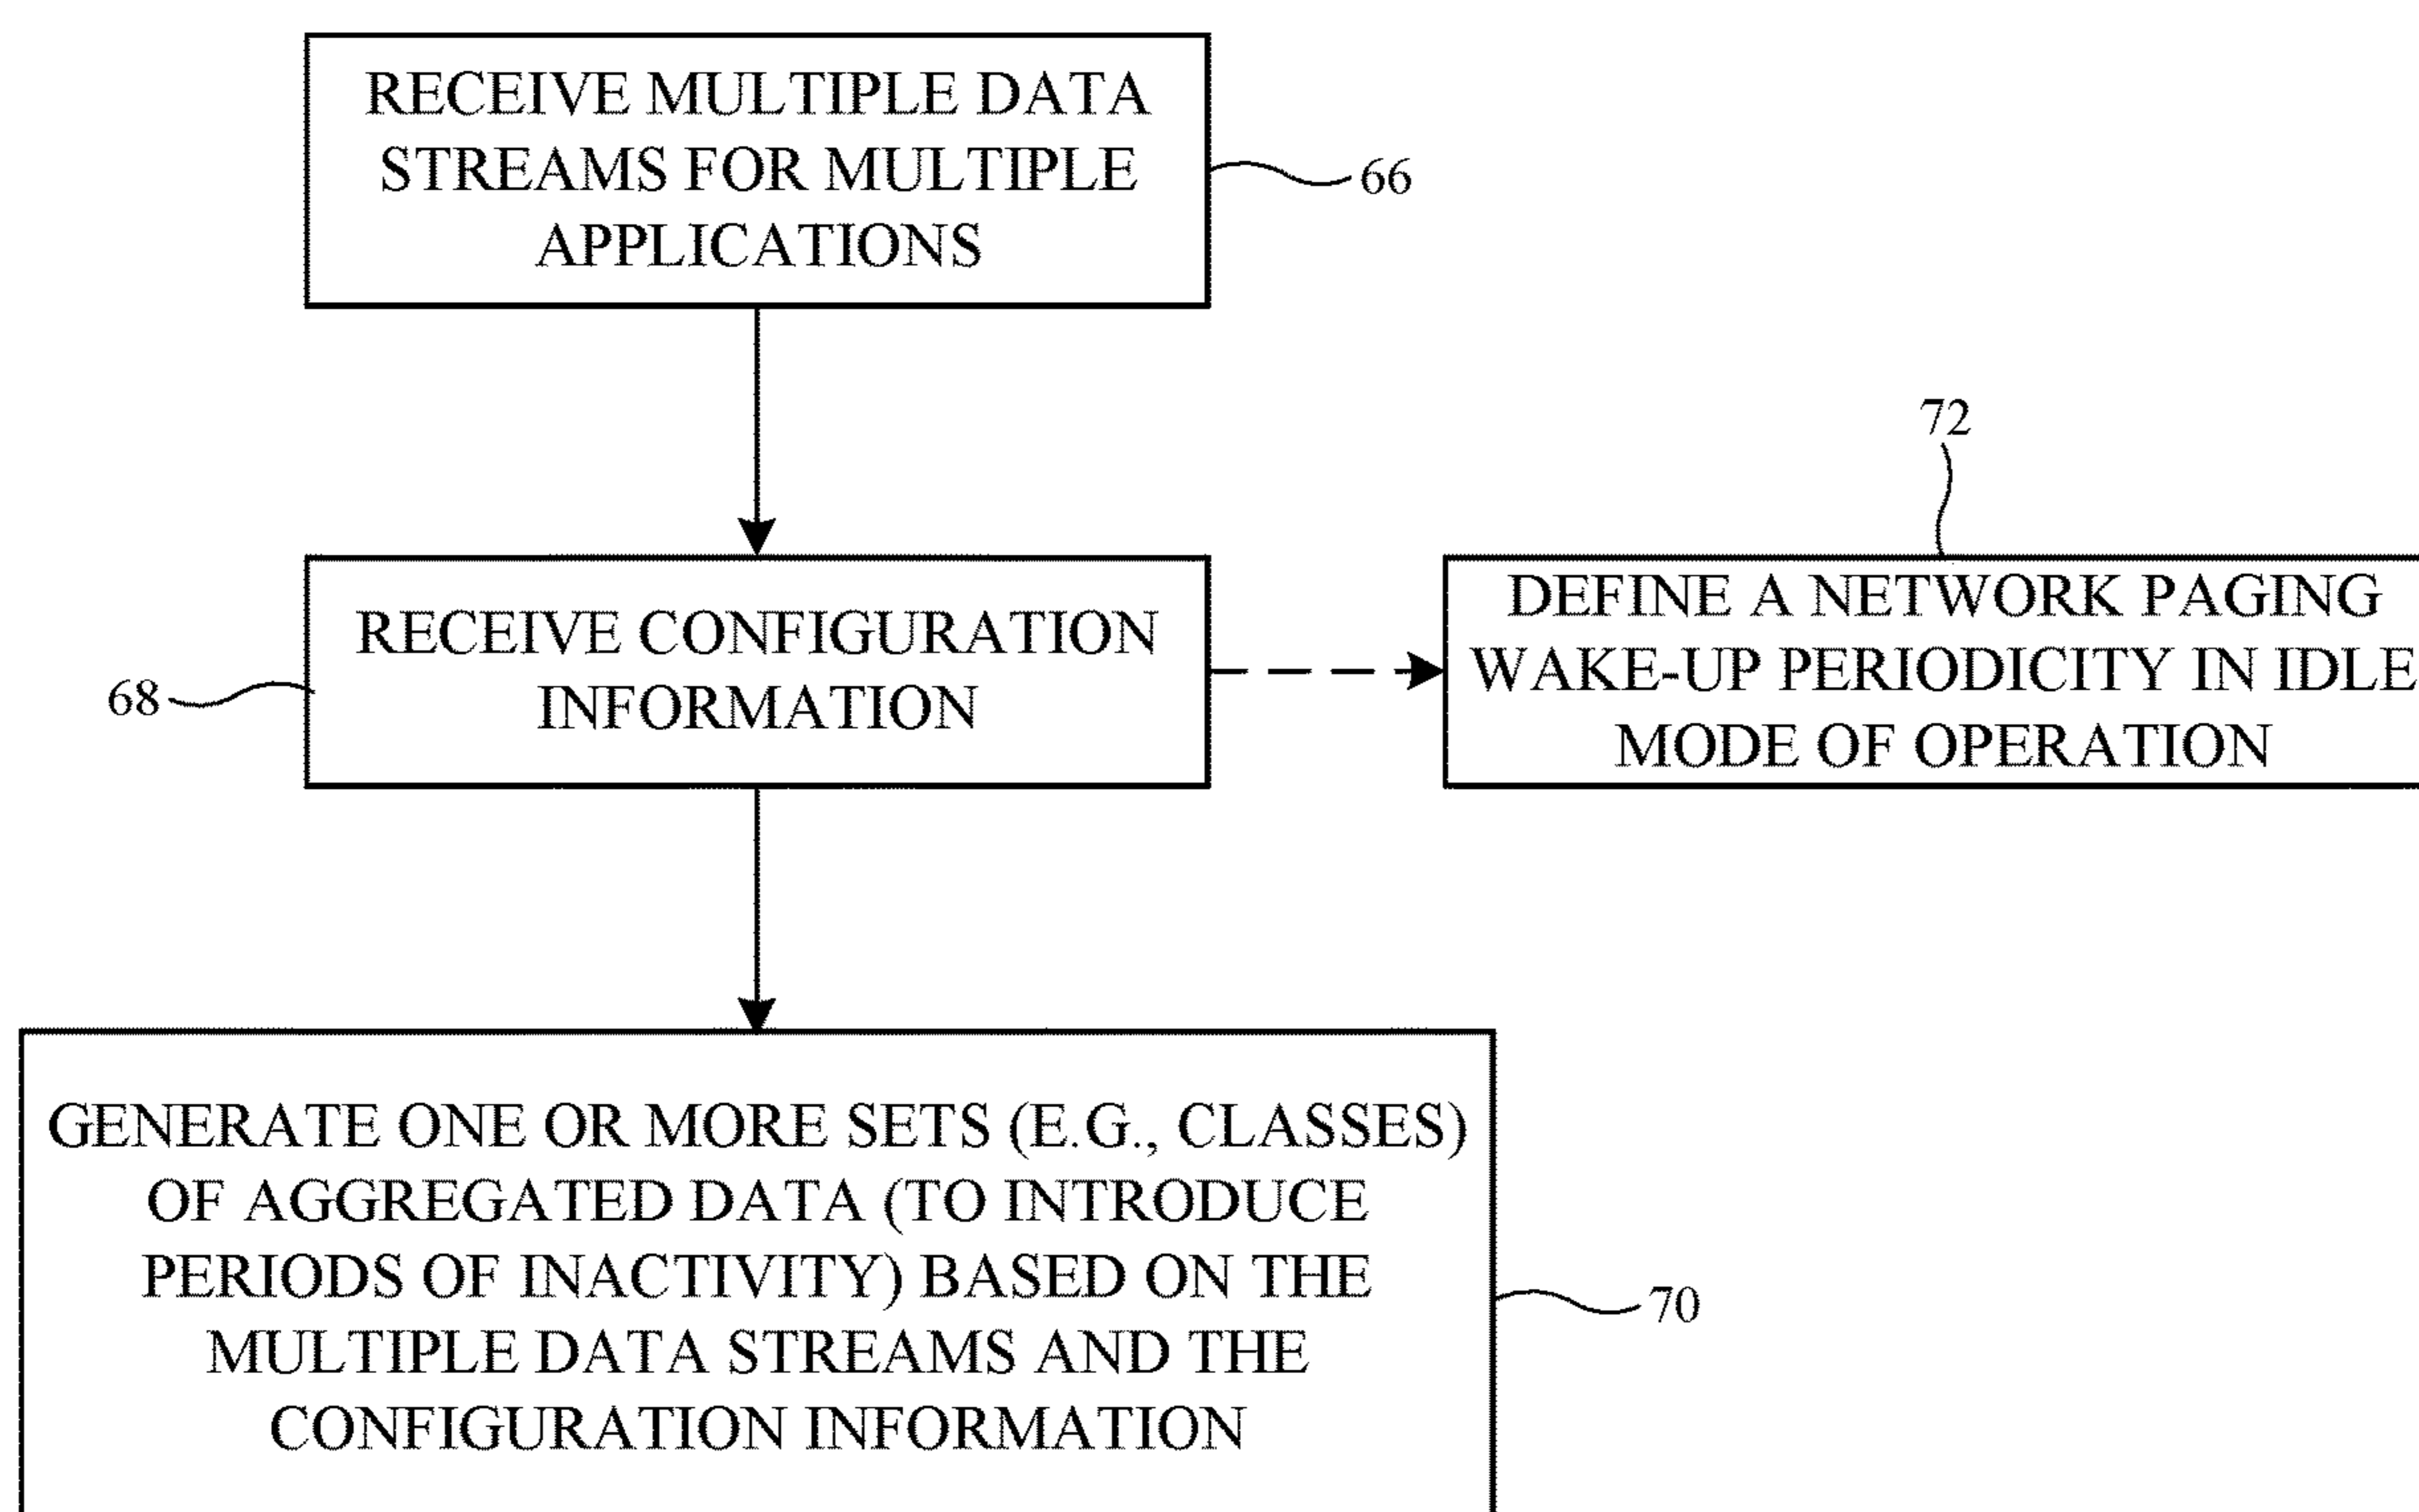 RECEIVE MULTIPLE DATA
STREAMS FOR MULTIPLE
APPLICATIONS
66
72
RECEIVE CONFIGURATION
INFORMATION
68
DEFINE A NETWORK PAGING
WAKE-UP PERIODICITY IN IDLE
MODE OF OPERATION
GENERATE ONE OR MORE SETS (E.G., CLASSES)
OF AGGREGATED DATA (TO INTRODUCE
PERIODS OF INACTIVITY) BASED ON THE
MULTIPLE DATA STREAMS AND THE
CONFIGURATION INFORMATION
70